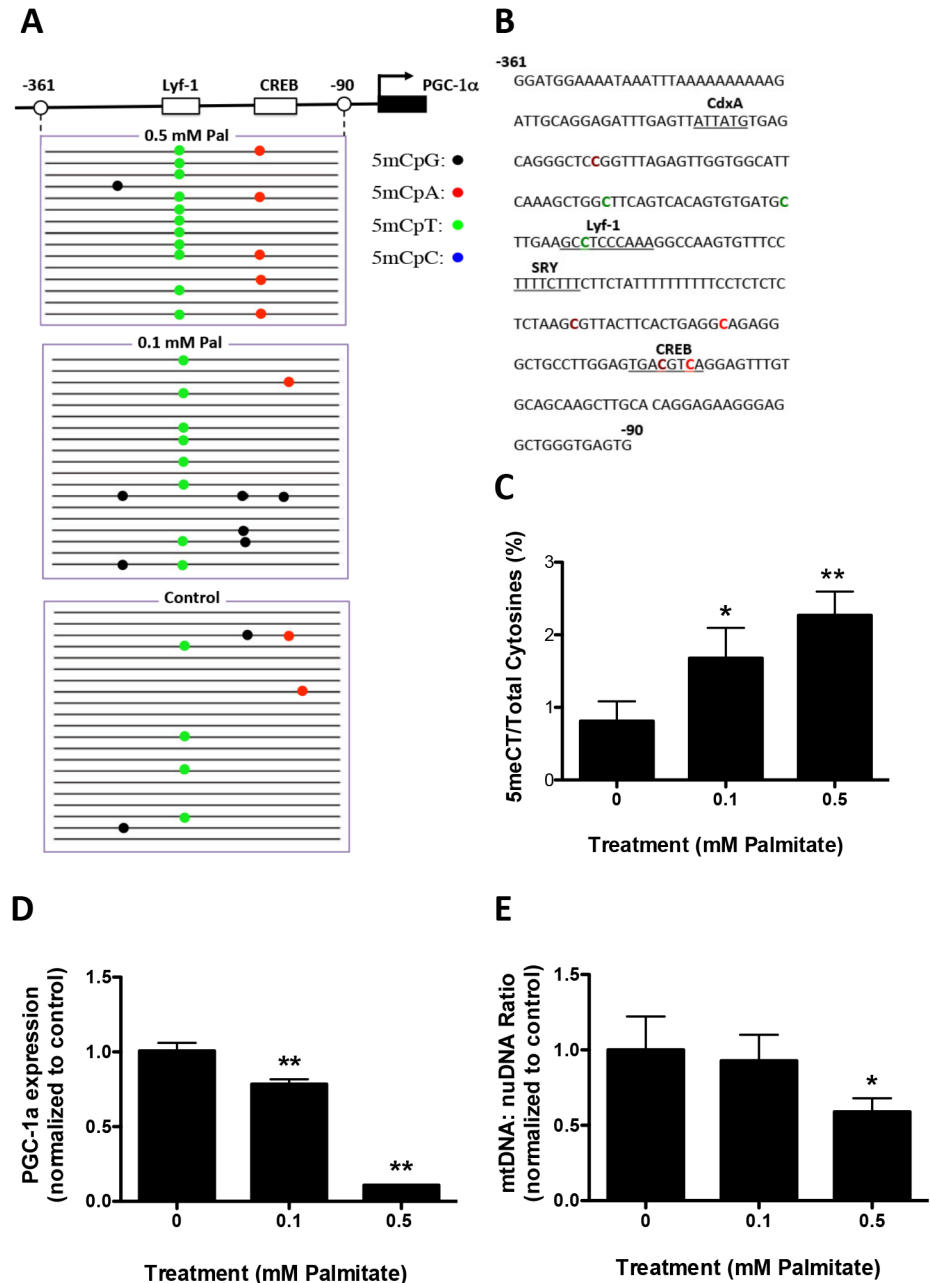 A
-361 Lyf-1 CREB -90 PGC-1α
0.5 mM Pal
5mCpG:
5mCpA:
5mCpT:
5mCpC:
0.1 mM Pal
Control
B
-361
GGATGGAAAATAAATTTAAAAAAAAAAG
CdxA
ATTGCAGGAGATTTGAGTTATTATGTGAG
CAGGGCTCCGGTTTAGAGTTGGTGGCATT
CAAAGCTGGCTTCAGTCACAGTGTGATGC
Lyf-1
TTGAAGCCTCCCAAAGGCCAAGTGTTTCC
SRY
TTTTCTTTCTTCTATTTTTTTTTTCCTCTCTC
TCTAAGCGTTACTTCACTGAGGCAGAGG
CREB
GCTGCCTTGGAGTGACGTCAGGAGTTTGT
GCAGCAAGCTTGCA CAGGAGAAGGGAG
-90
GCTGGGTGAGTG
C
5meCT/Total Cytosines (%)
3
2
1
0
*
**
0 0.1 0.5
Treatment (mM Palmitate)
D
PGC-1a expression
(normalized to control)
1.5
1.0
0.5
0.0
**
**
0 0.1 0.5
Treatment (mM Palmitate)
E
mtDNA: nuDNA Ratio
(normalized to control)
1.5
1.0
0.5
0.0
*
0 0.1 0.5
Treatment (mM Palmitate)